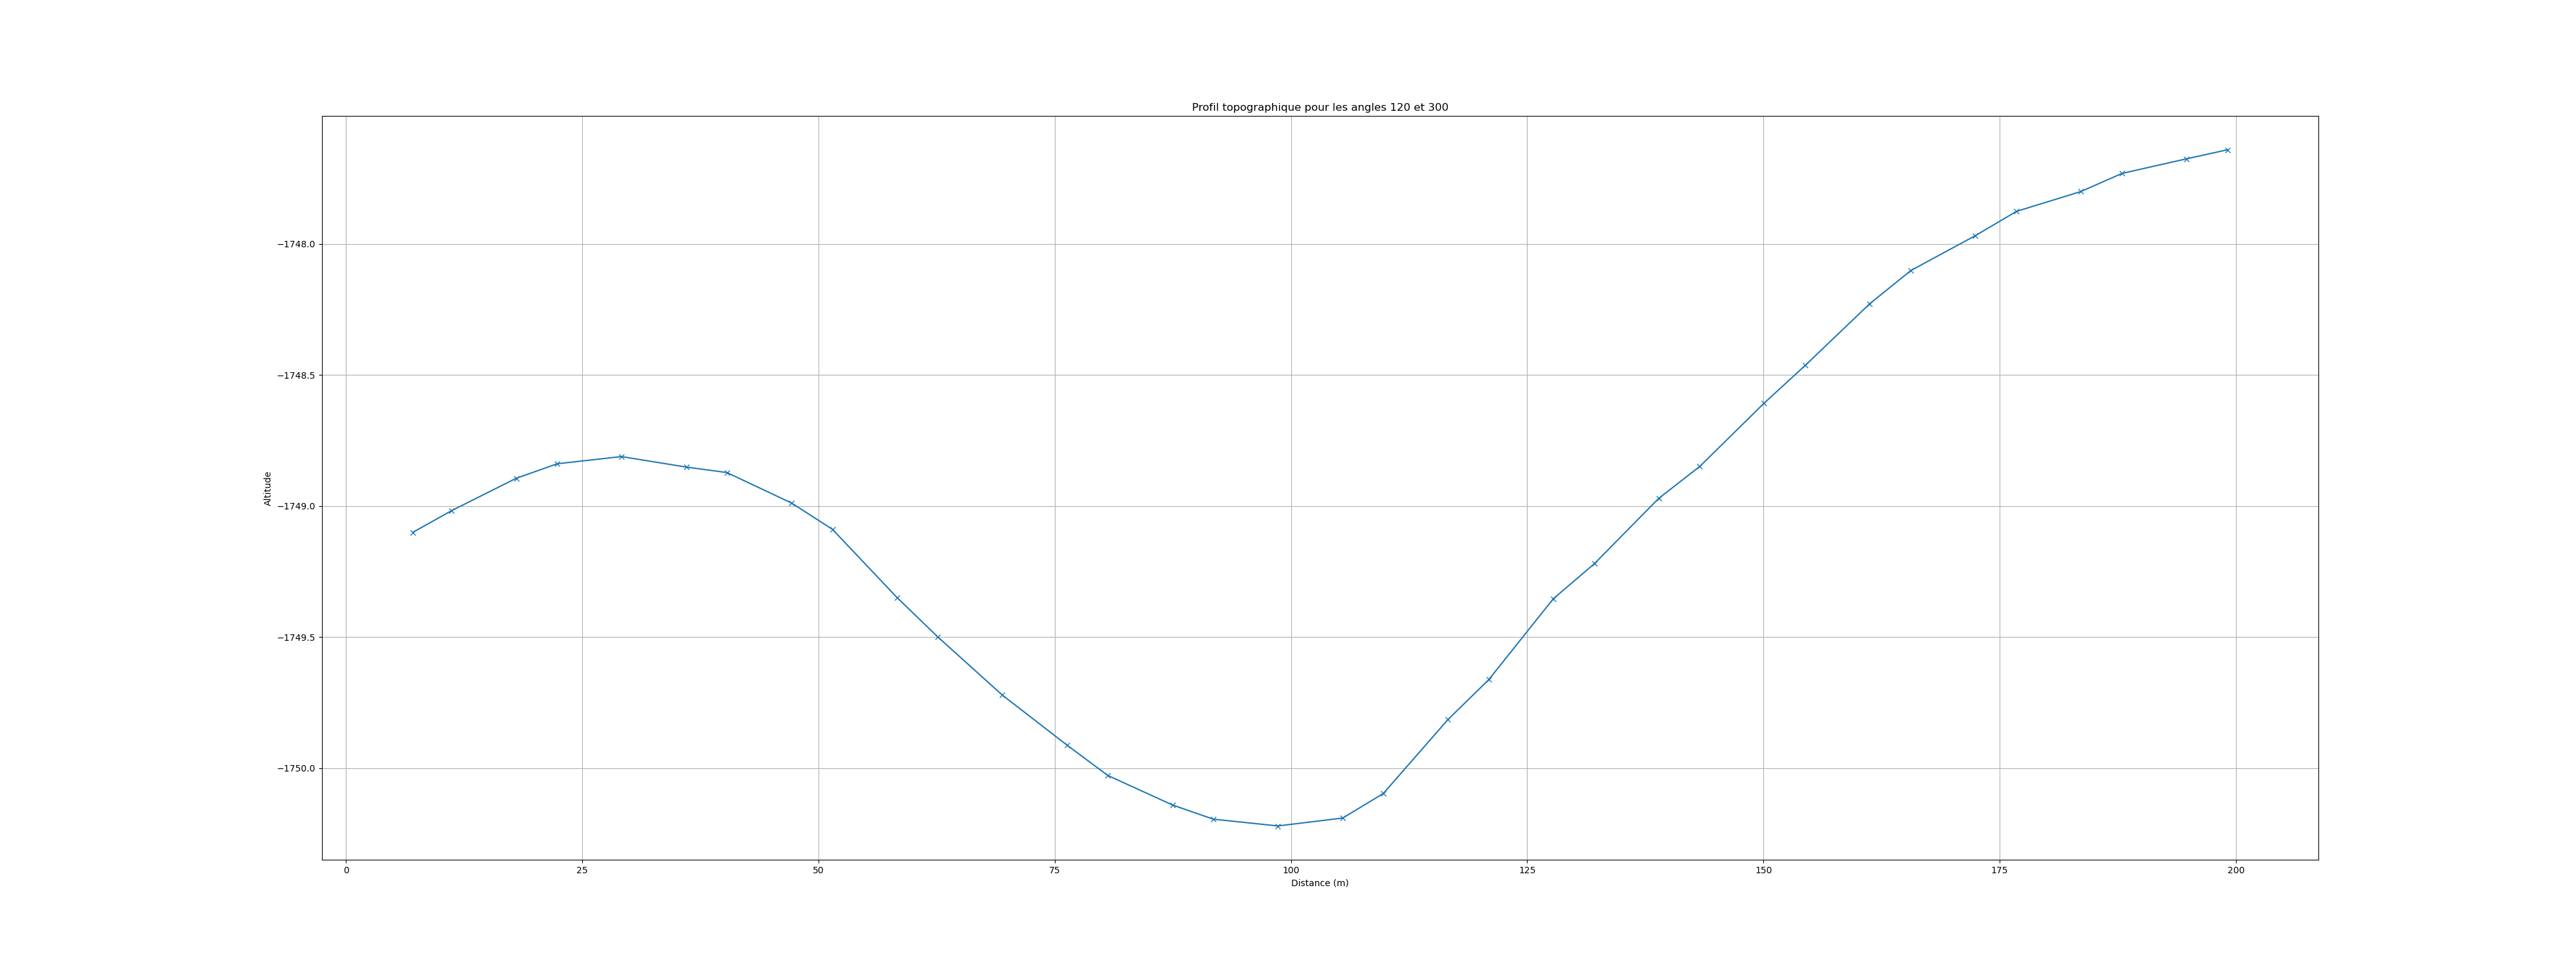 Profil topographique pour les angles 120 et 300
Altitude
−1748.0
−1748.5
−1749.0
−1749.5
−1750.0
0 25 50 75 100 125 150 175 200
Distance (m)